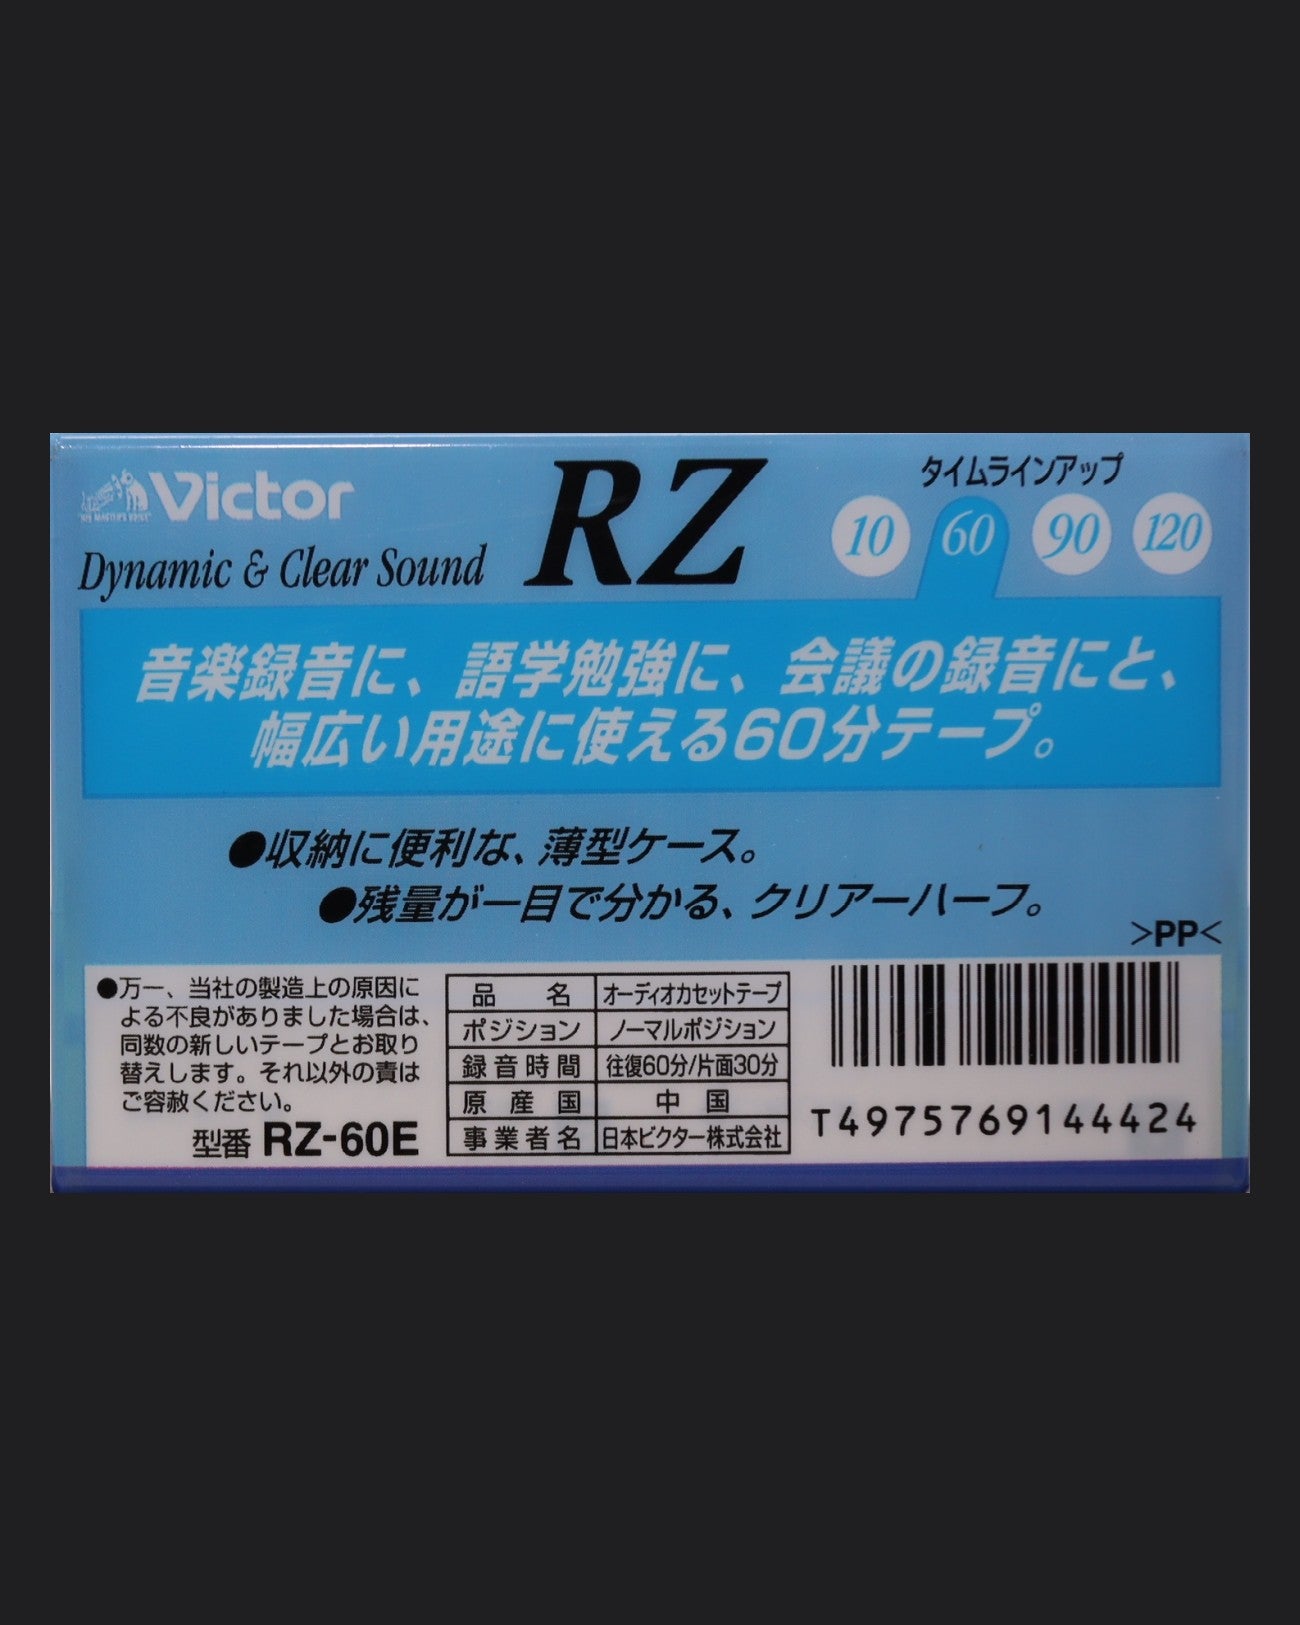 Victor
"HIS MASTER'S VOICE"
Dynamic & Clear Sound
RZ
タイムラインアップ
10 60 90 120
音楽録音に、語学勉強に、会議の録音にと、
幅広い用途に使える60分テープ。
●収納に便利な、薄型ケース。
●残量が一目で分かる、クリアーハーフ。
>PP<
●万一、当社の製造上の原因に
よる不良がありました場合は、
同数の新しいテープとお取り
替えします。それ以外の責は
ご容赦ください。
型番 RZ-60E
品名 オーディオカセットテープ
ポジション ノーマルポジション
録音時間 往復60分/片面30分
原産国 中国
事業者名 日本ビクター株式会社
T4975769144424